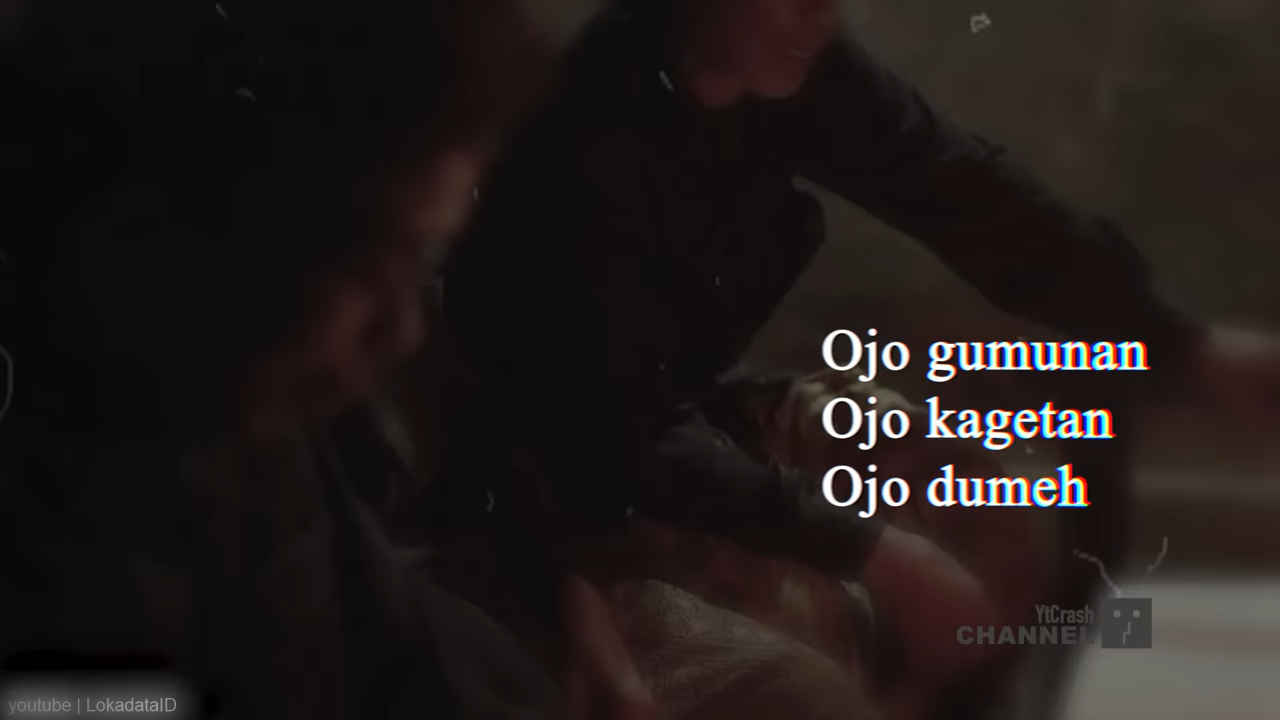 Ojo gumunan
Ojo kagetan
Ojo dumeh
YtCrash
CHANNEL
youtube | LokadataID